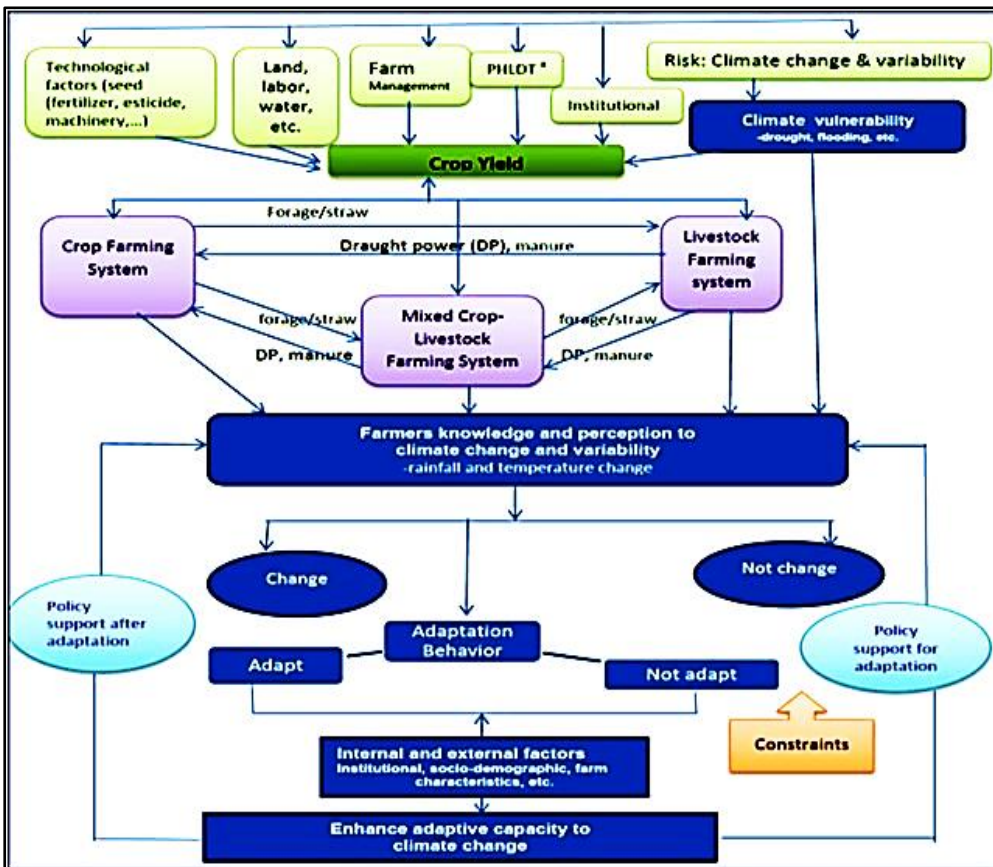 Technological
factors (seed
(fertilizer, esticide,
machinery,...)
Land,
labor,
water,
etc.
Farm
Management
PHLDT *
Institutional
Risk: Climate change & variability
Climate vulnerability
-drought, flooding, etc.
Crop Yield
Forage/straw
Crop Farming
System
Draught power (DP), manure
Livestock
Farming
system
forage/straw
DP, manure
Mixed Crop-
Livestock
Farming System
forage/straw
DP, manure
Farmers knowledge and perception to
climate change and variability
-rainfall and temperature change
Change
Not change
Policy
support after
adaptation
Adaptation
Behavior
Policy
support for
adaptation
Adapt
Not adapt
Constraints
Internal and external factors
Institutional, socio-demographic, farm
characteristics, etc.
Enhance adaptive capacity to
climate change